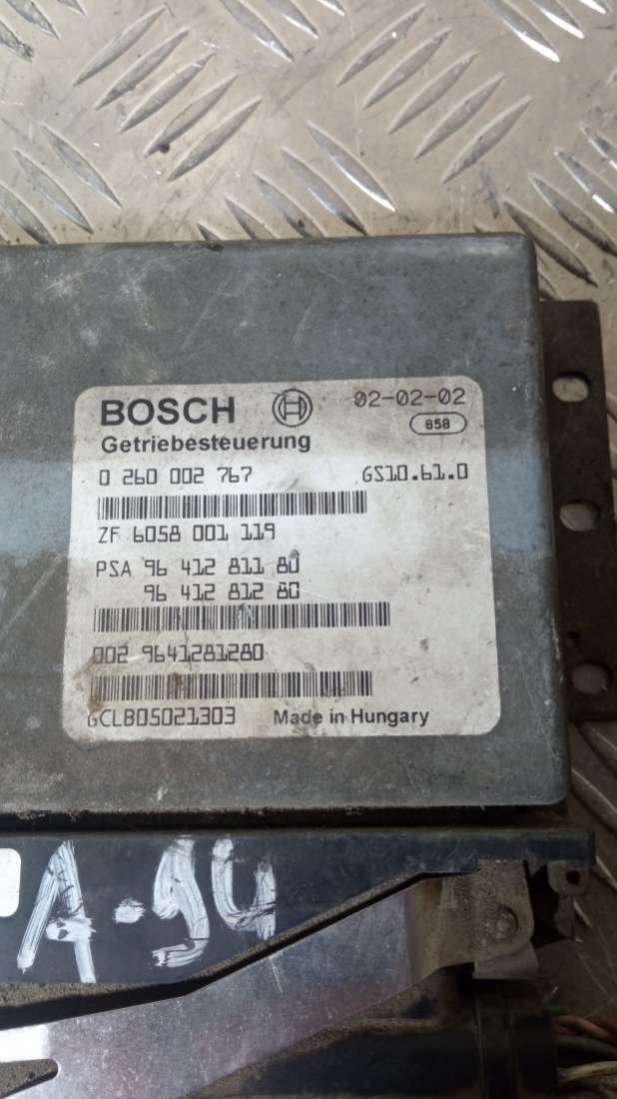 BOSCH 02-02-02
858
Getriebesteuerung
0 260 002 767 GS10.61.0
ZF 6058 001 119
PSA 96 412 811 80
96 412 812 80
002 9641281280
GCLB05021303 Made in Hungary
A-94